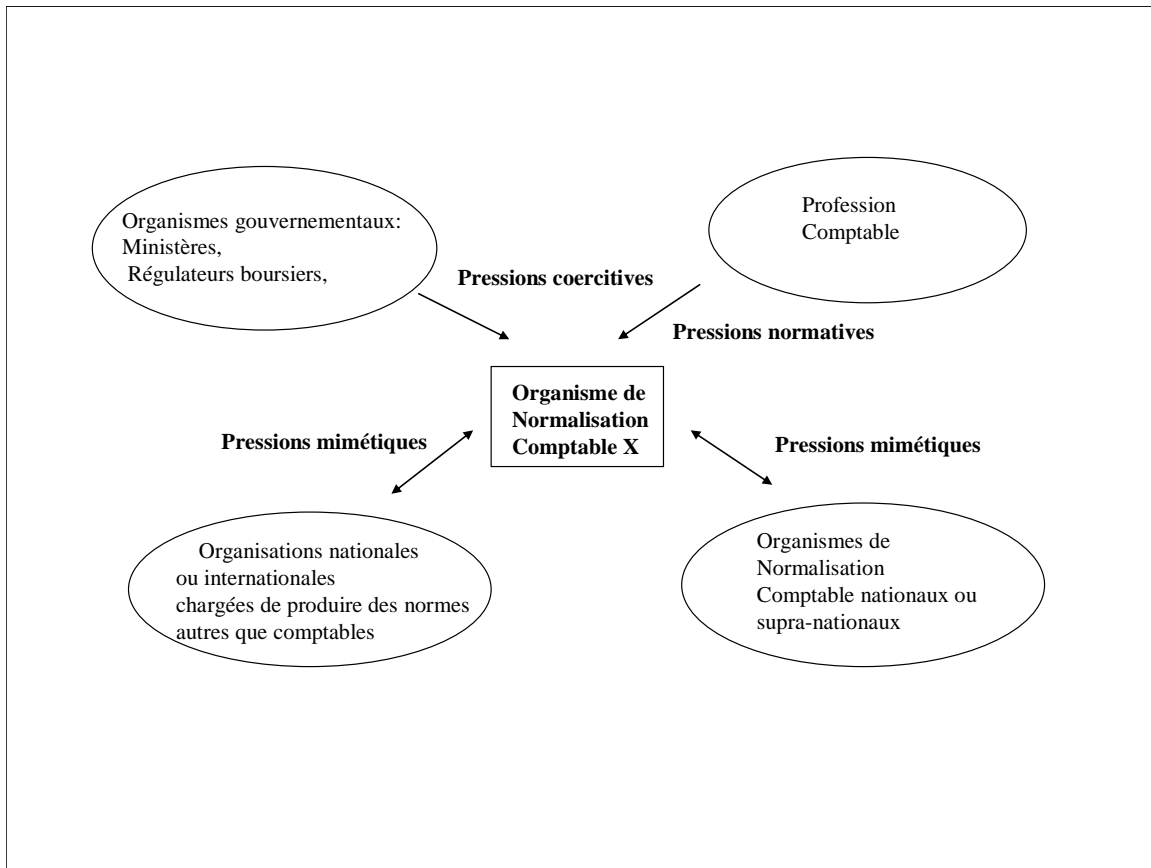 Organismes gouvernementaux:
Ministères,
Régulateurs boursiers,
Profession
Comptable
Pressions coercitives
Pressions normatives
Organisme de
Normalisation
Comptable X
Pressions mimétiques
Pressions mimétiques
Organisations nationales
ou internationales
chargées de produire des normes
autres que comptables
Organismes de
Normalisation
Comptable nationaux ou
supra-nationaux